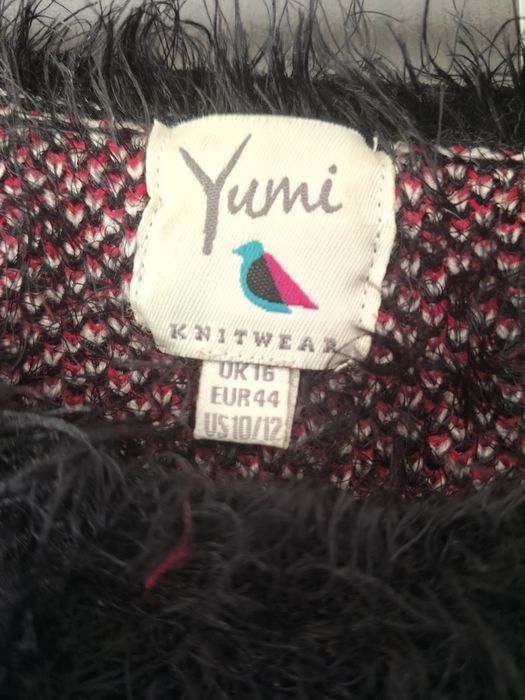 Yumi
KNITWEAR
UK16
EUR44
US10/12